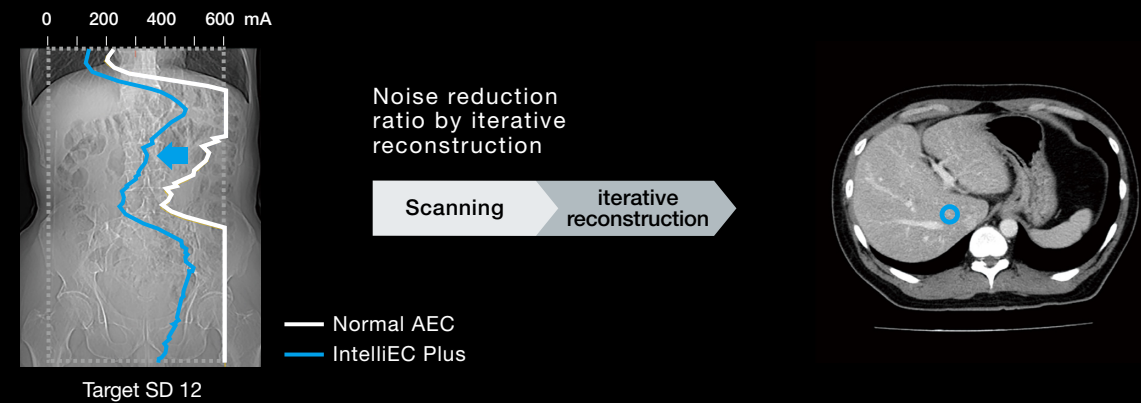 0 200 400 600 mA
Noise reduction
ratio by iterative
reconstruction
Scanning
iterative
reconstruction
Normal AEC
IntelliEC Plus
Target SD 12